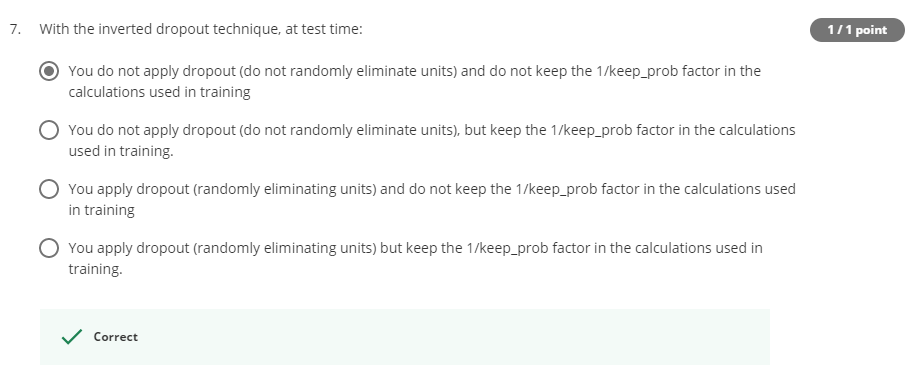 7. With the inverted dropout technique, at test time:
1 / 1 point
You do not apply dropout (do not randomly eliminate units) and do not keep the 1/keep_prob factor in the
calculations used in training
You do not apply dropout (do not randomly eliminate units), but keep the 1/keep_prob factor in the calculations
used in training.
You apply dropout (randomly eliminating units) and do not keep the 1/keep_prob factor in the calculations used
in training
You apply dropout (randomly eliminating units) but keep the 1/keep_prob factor in the calculations used in
training.
Correct